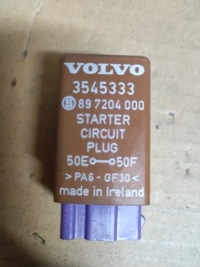 VOLVO
3545333
S 89 7204 000
STARTER
CIRCUIT
PLUG
50E 50F
>PA6-GF30<
made in Ireland